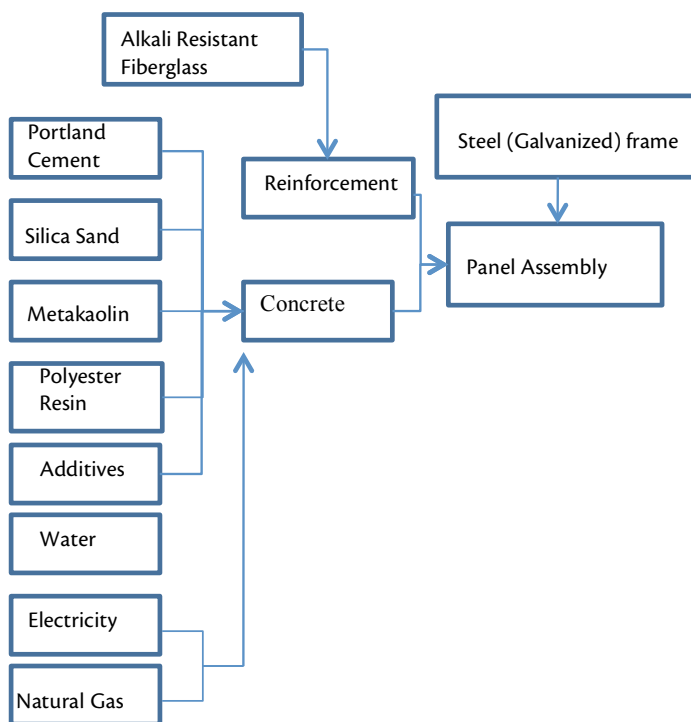 Alkali Resistant
Fiberglass
Portland
Cement
Steel (Galvanized) frame
Reinforcement
Silica Sand
Panel Assembly
Metakaolin
Concrete
Polyester
Resin
Additives
Water
Electricity
Natural Gas